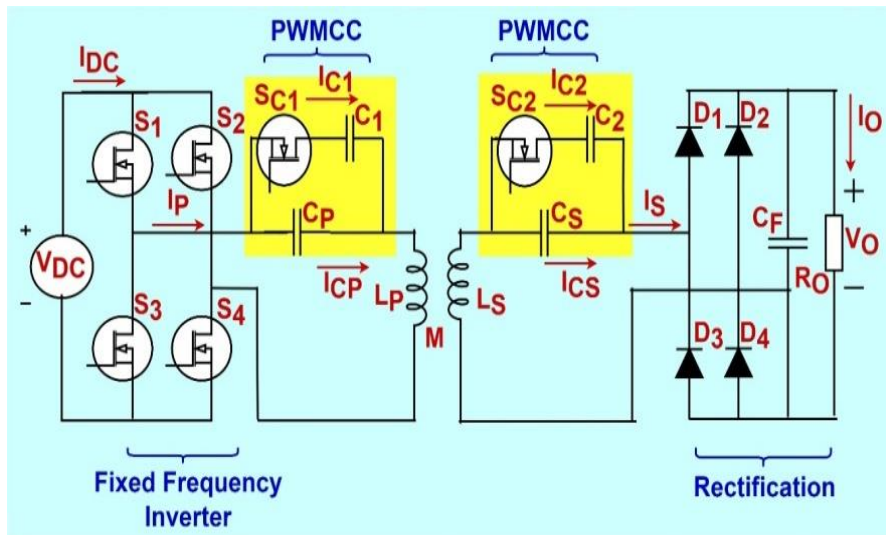 PWMCC
PWMCC
IDC
IC1
IC2
SC1
SC2
C1
C2
S1
S2
D1
D2
IO
IP
CP
CS
IS
+
+
VDC
ICP
ICS
CF
VO
LP
LS
RO
−
−
S3
S4
M
D3
D4
Fixed Frequency
Inverter
Rectification